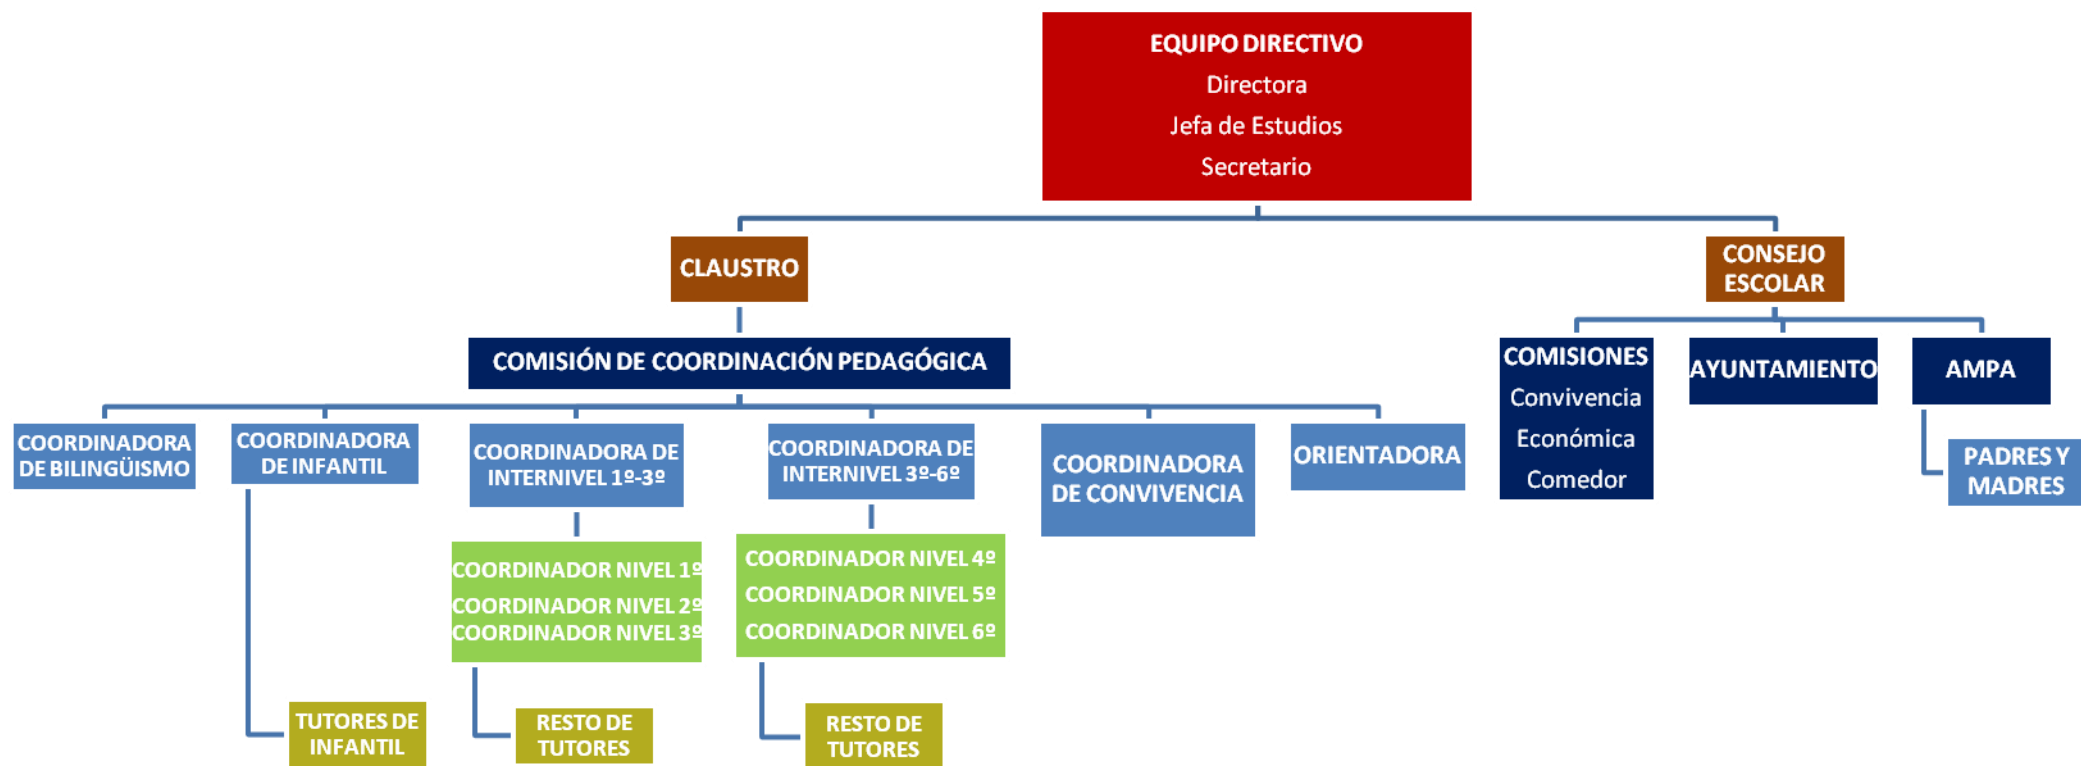 EQUIPO DIRECTIVO
Directora
Jefa de Estudios
Secretario
CLAUSTRO
CONSEJO
ESCOLAR
COMISIÓN DE COORDINACIÓN PEDAGÓGICA
COMISIONES
Convivencia
Económica
Comedor
AYUNTAMIENTO
AMPA
PADRES Y
MADRES
COORDINADORA
DE BILINGÜISMO
COORDINADORA
DE INFANTIL
COORDINADORA DE
INTERNIVEL 1º-3º
COORDINADORA DE
INTERNIVEL 3º-6º
COORDINADORA
DE CONVIVENCIA
ORIENTADORA
COORDINADOR NIVEL 1º
COORDINADOR NIVEL 2º
COORDINADOR NIVEL 3º
COORDINADOR NIVEL 4º
COORDINADOR NIVEL 5º
COORDINADOR NIVEL 6º
TUTORES DE
INFANTIL
RESTO DE
TUTORES
RESTO DE
TUTORES